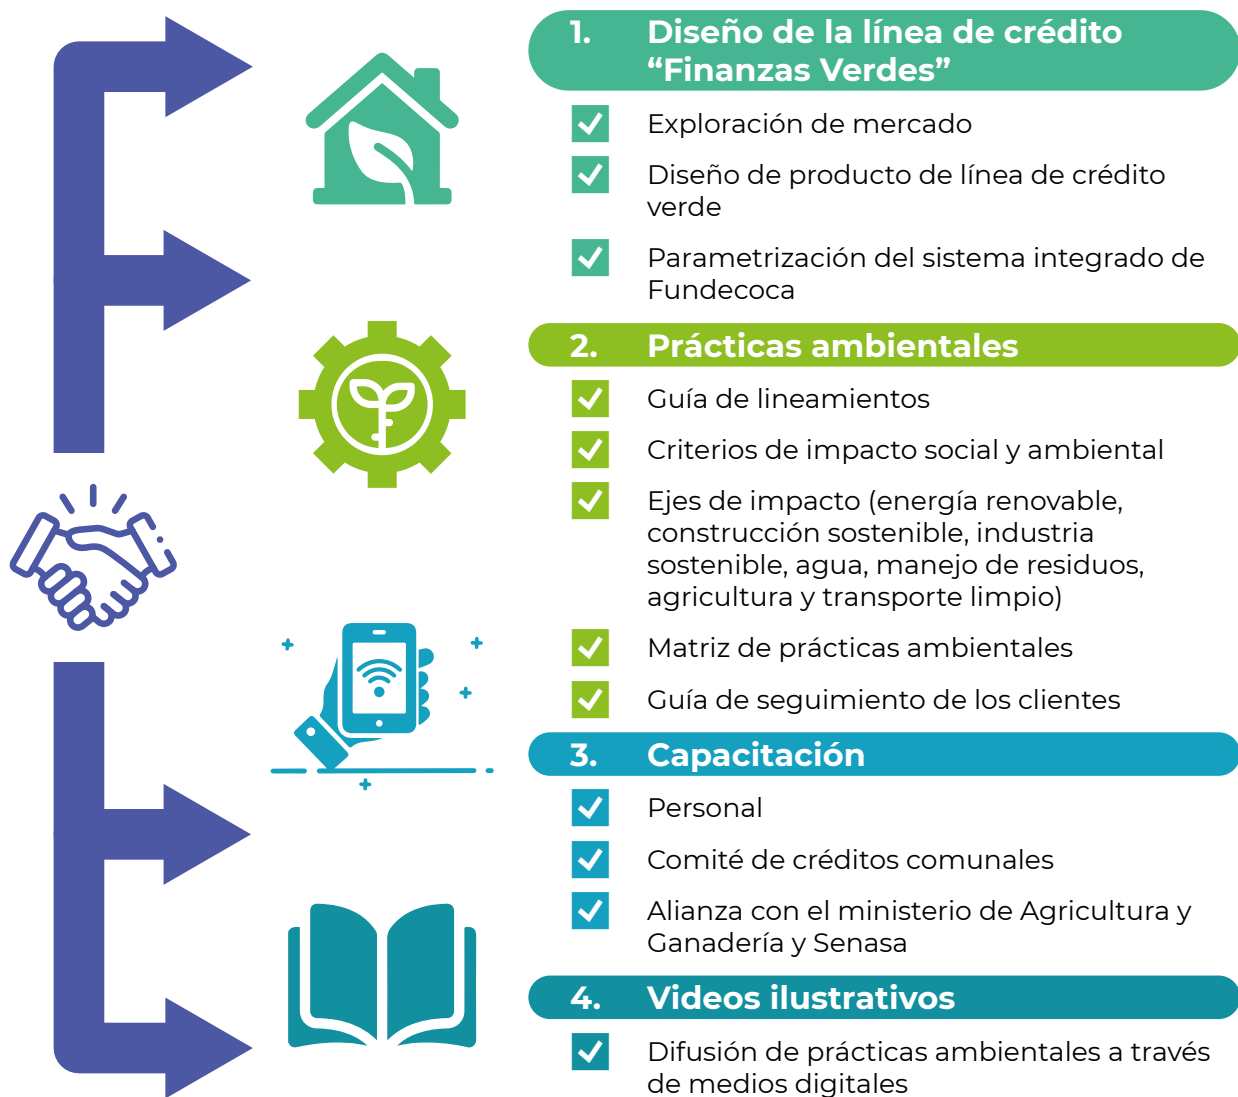 1. Diseño de la línea de crédito
“Finanzas Verdes”
Exploración de mercado
Diseño de producto de línea de crédito
verde
Parametrización del sistema integrado de
Fundecoca
2. Prácticas ambientales
Guía de lineamientos
Criterios de impacto social y ambiental
Ejes de impacto (energía renovable,
construcción sostenible, industria
sostenible, agua, manejo de residuos,
agricultura y transporte limpio)
Matriz de prácticas ambientales
Guía de seguimiento de los clientes
3. Capacitación
Personal
Comité de créditos comunales
Alianza con el ministerio de Agricultura y
Ganadería y Senasa
4. Videos ilustrativos
Difusión de prácticas ambientales a través
de medios digitales